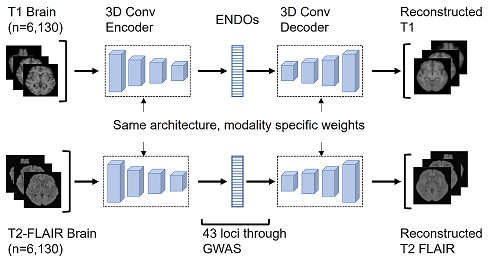 T1 Brain
(n=6,130)
3D Conv
Encoder
ENDOs
3D Conv
Decoder
Reconstructed
T1
Same architecture, modality specific weights
T2-FLAIR Brain
(n=6,130)
43 loci through
GWAS
Reconstructed
T2 FLAIR